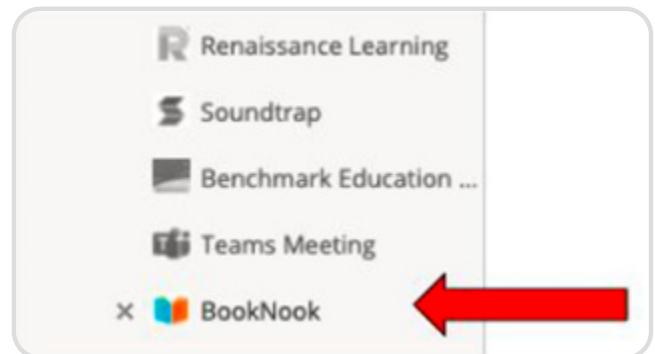 Renaissance Learning
Soundtrap
Benchmark Education ...
Teams Meeting
BookNook